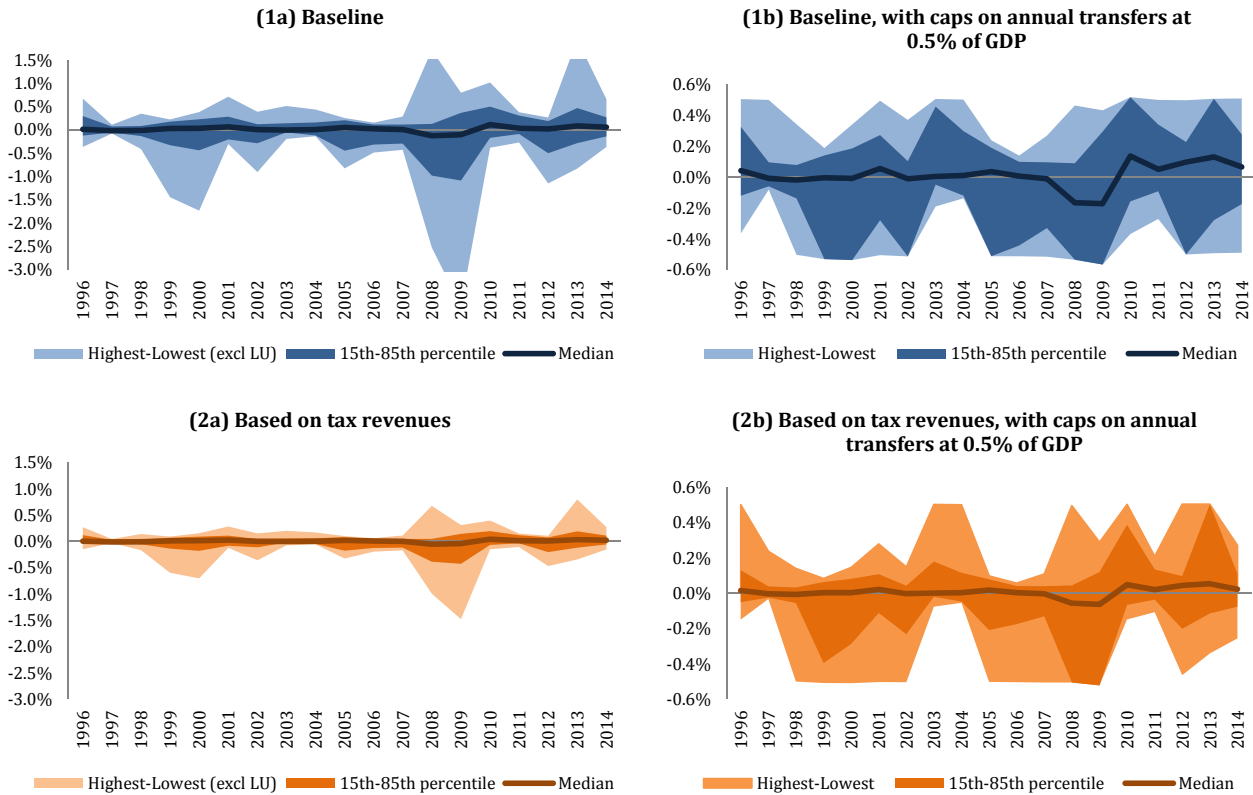 (1a) Baseline
1.5%
1.0%
0.5%
0.0%
-0.5%
-1.0%
-1.5%
-2.0%
-2.5%
-3.0%
1996 1997 1998 1999 2000 2001 2002 2003 2004 2005 2006 2007 2008 2009 2010 2011 2012 2013 2014
Highest-Lowest (excl LU) 15th-85th percentile Median
(1b) Baseline, with caps on annual transfers at
0.5% of GDP
0.6%
0.4%
0.2%
0.0%
-0.2%
-0.4%
-0.6%
1996 1997 1998 1999 2000 2001 2002 2003 2004 2005 2006 2007 2008 2009 2010 2011 2012 2013 2014
Highest-Lowest 15th-85th percentile Median
(2a) Based on tax revenues
1.5%
1.0%
0.5%
0.0%
-0.5%
-1.0%
-1.5%
-2.0%
-2.5%
-3.0%
1996 1997 1998 1999 2000 2001 2002 2003 2004 2005 2006 2007 2008 2009 2010 2011 2012 2013 2014
Highest-Lowest (excl LU) 15th-85th percentile Median
(2b) Based on tax revenues, with caps on annual
transfers at 0.5% of GDP
0.6%
0.4%
0.2%
0.0%
-0.2%
-0.4%
-0.6%
1996 1997 1998 1999 2000 2001 2002 2003 2004 2005 2006 2007 2008 2009 2010 2011 2012 2013 2014
Highest-Lowest 15th-85th percentile Median